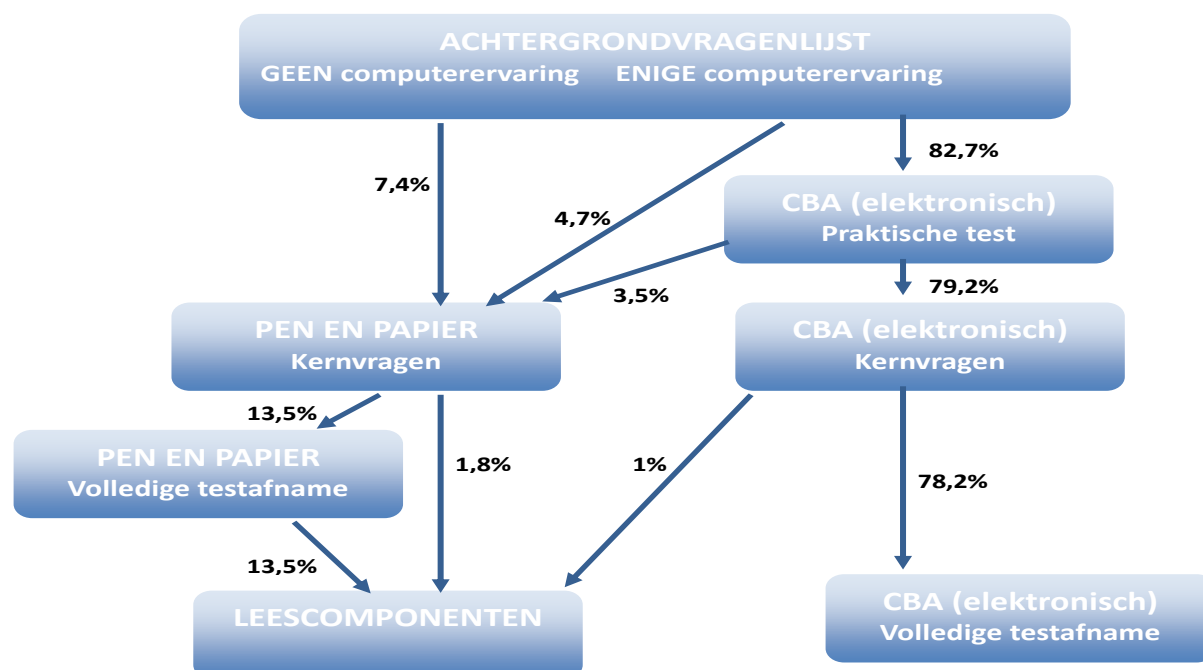 ACHTERGRONDVRAGENLIJST
GEEN computerervaring ENIGE computerervaring
82,7%
7,4%
4,7%
CBA (elektronisch)
Praktische test
3,5%
79,2%
PEN EN PAPIER
Kernvragen
CBA (elektronisch)
Kernvragen
13,5%
PEN EN PAPIER
Volledige testafname
1,8%
1%
78,2%
13,5%
LEESCOMPONENTEN
CBA (elektronisch)
Volledige testafname